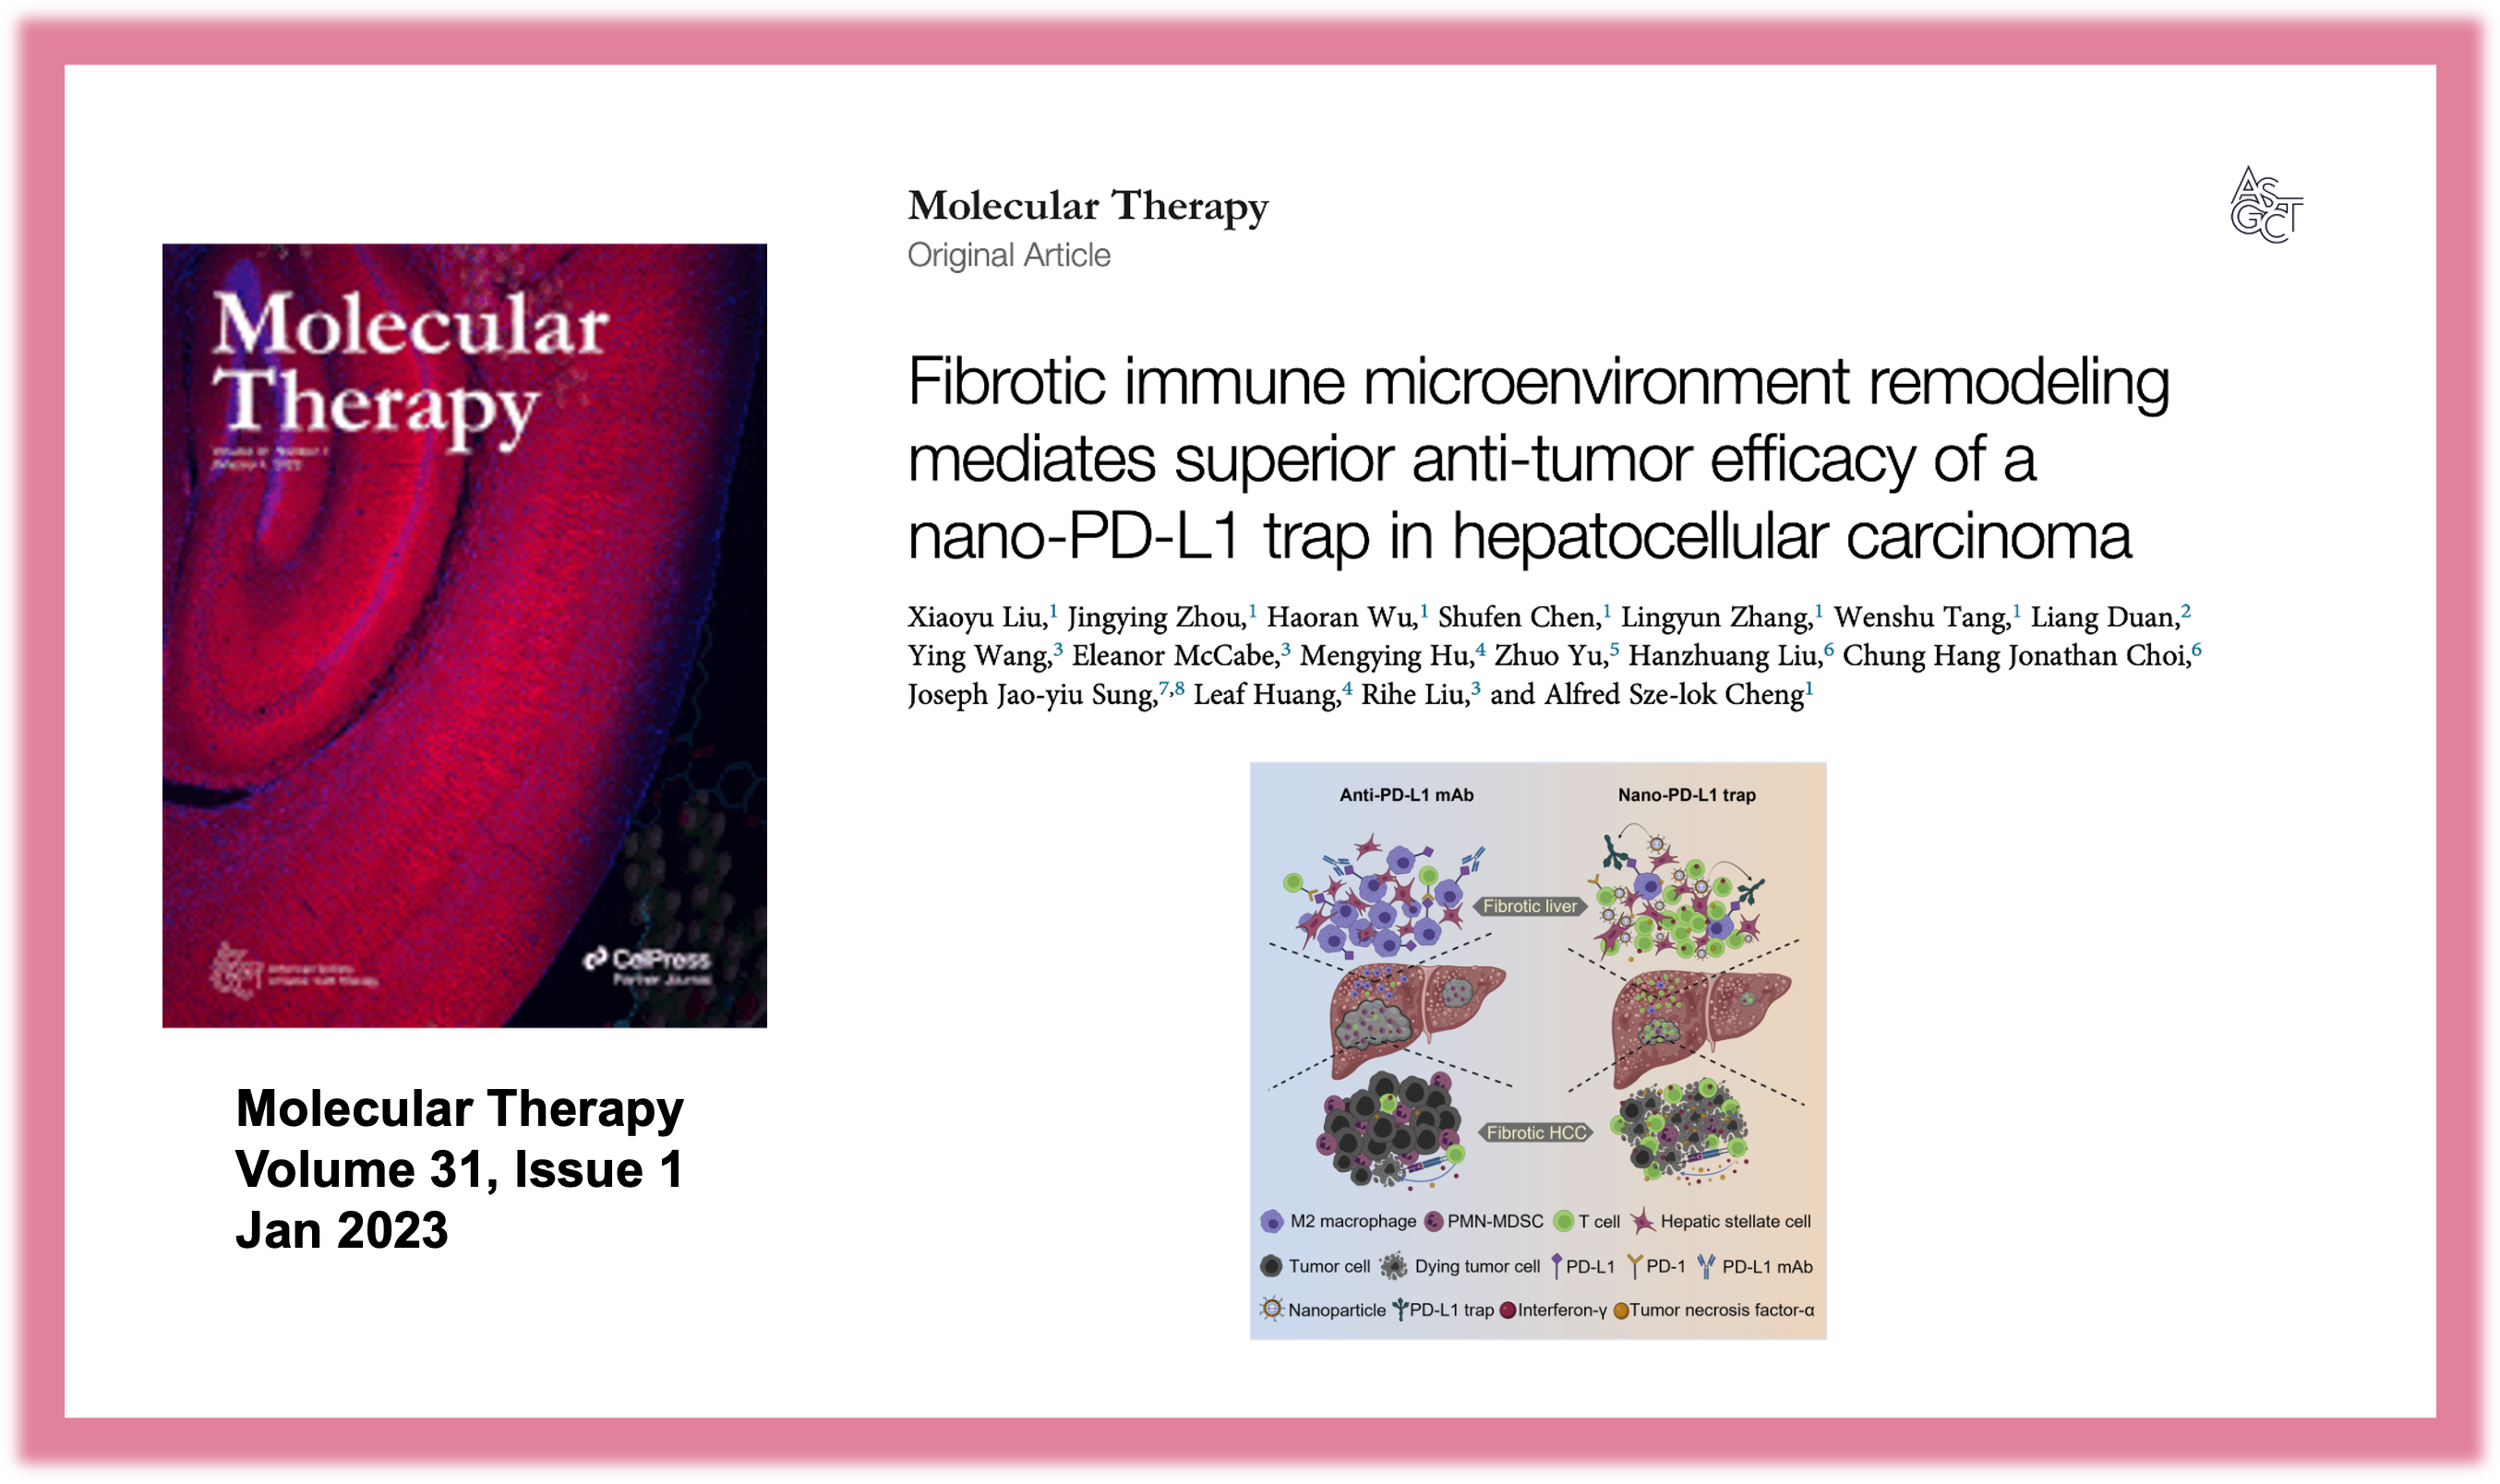 Molecular Therapy
Original Article
ASGCT
Fibrotic immune microenvironment remodeling
mediates superior anti-tumor efficacy of a
nano-PD-L1 trap in hepatocellular carcinoma
Xiaoyu Liu,1 Jingying Zhou,1 Haoran Wu,1 Shufen Chen,1 Lingyun Zhang,1 Wenshu Tang,1 Liang Duan,2
Ying Wang,3 Eleanor McCabe,3 Mengying Hu,4 Zhuo Yu,5 Hanzhuang Liu,6 Chung Hang Jonathan Choi,6
Joseph Jao-yiu Sung,7,8 Leaf Huang,4 Rihe Liu,3 and Alfred Sze-lok Cheng1
Molecular
Therapy
CellPress
Partner Journal
Molecular Therapy
Volume 31, Issue 1
Jan 2023
Anti-PD-L1 mAb Nano-PD-L1 trap
Fibrotic liver
Fibrotic HCC
M2 macrophage PMN-MDSC T cell Hepatic stellate cell
Tumor cell Dying tumor cell PD-L1 PD-1 PD-L1 mAb
Nanoparticle PD-L1 trap Interferon-γ Tumor necrosis factor-α